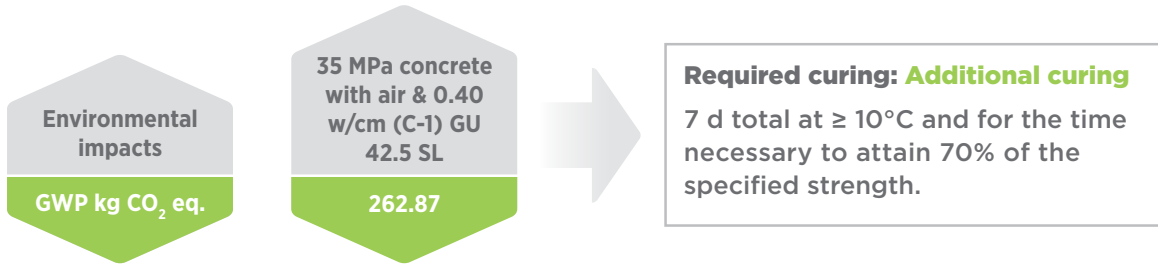 Environmental
impacts
GWP kg CO₂ eq.
35 MPa concrete
with air & 0.40
w/cm (C-1) GU
42.5 SL
262.87
Required curing: Additional curing
7 d total at ≥ 10°C and for the time
necessary to attain 70% of the
specified strength.